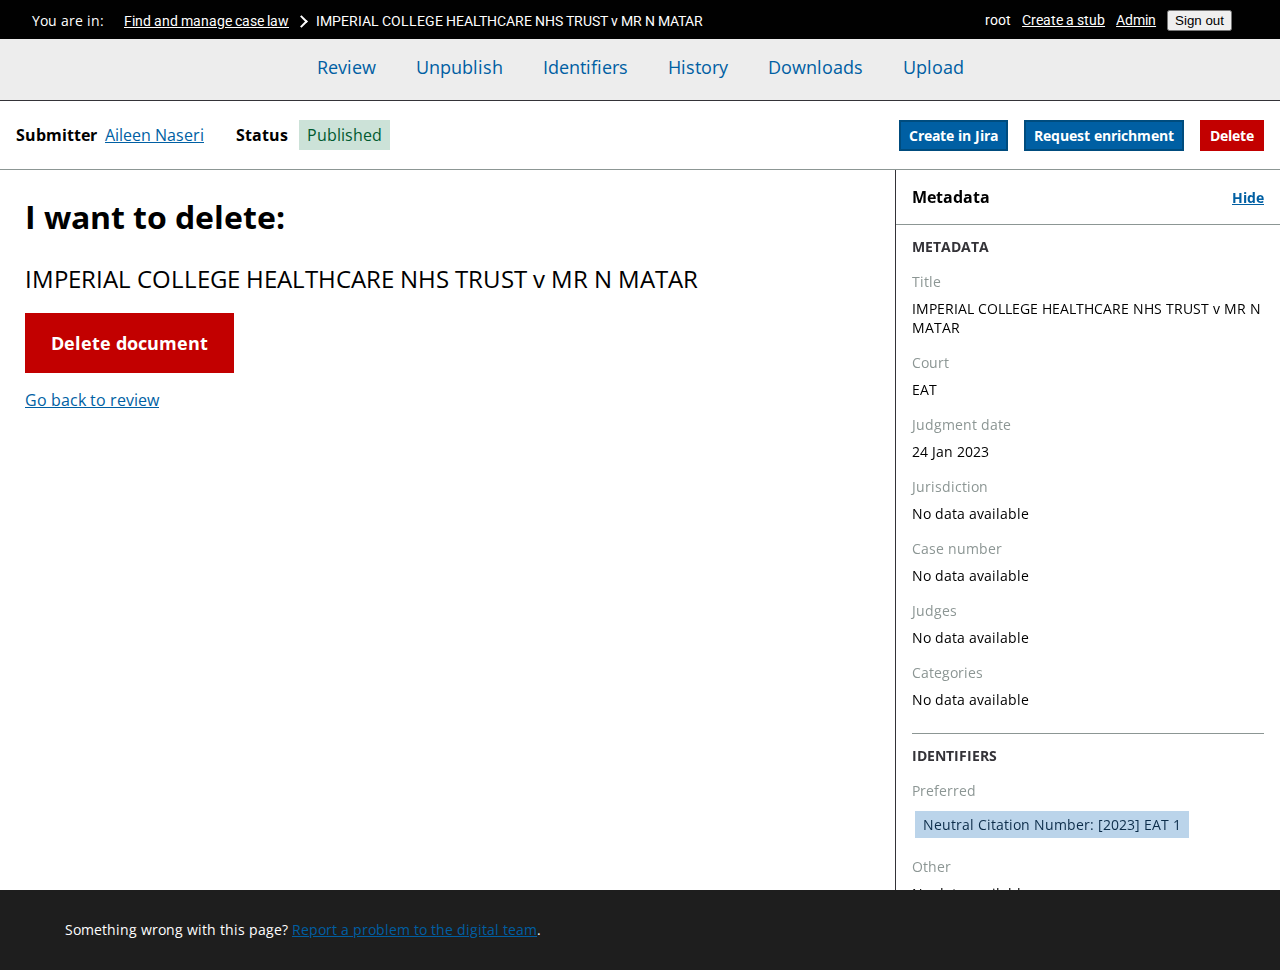 You are in: Find and manage case law IMPERIAL COLLEGE HEALTHCARE NHS TRUST v MR N MATAR root Create a stub Admin Sign out
Review Unpublish Identifiers History Downloads Upload
Submitter Aileen Naseri Status Published Create in Jira Request enrichment Delete
I want to delete:
IMPERIAL COLLEGE HEALTHCARE NHS TRUST v MR N MATAR
Delete document
Go back to review
Metadata Hide
METADATA
Title
IMPERIAL COLLEGE HEALTHCARE NHS TRUST v MR N
MATAR
Court
EAT
Judgment date
24 Jan 2023
Jurisdiction
No data available
Case number
No data available
Judges
No data available
Categories
No data available
IDENTIFIERS
Preferred
Neutral Citation Number: [2023] EAT 1
Other
Something wrong with this page? Report a problem to the digital team.